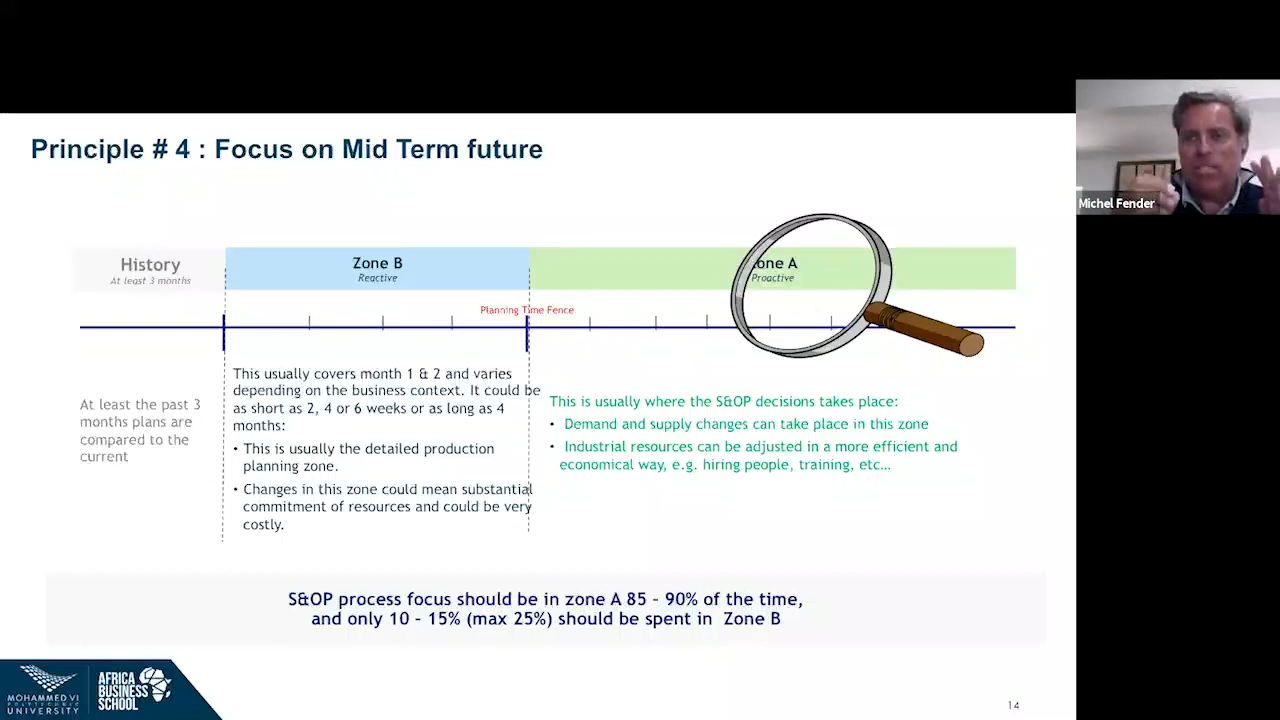 Principle # 4 : Focus on Mid Term future
Michel Fender
History
At least 3 months
Zone B
Reactive
one A
Proactive
Planning Time Fence
At least the past 3
months plans are
compared to the
current
This usually covers month 1 & 2 and varies
depending on the business context. It could be
as short as 2, 4 or 6 weeks or as long as 4
months:
• This is usually the detailed production
planning zone.
• Changes in this zone could mean substantial
commitment of resources and could be very
costly.
This is usually where the S&OP decisions takes place:
• Demand and supply changes can take place in this zone
• Industrial resources can be adjusted in a more efficient and
economical way, e.g. hiring people, training, etc…
S&OP process focus should be in zone A 85 – 90% of the time,
and only 10 – 15% (max 25%) should be spent in Zone B
MOHAMMED VI
POLYTECHNIC
UNIVERSITY
AFRICA
BUSINESS
SCHOOL
14